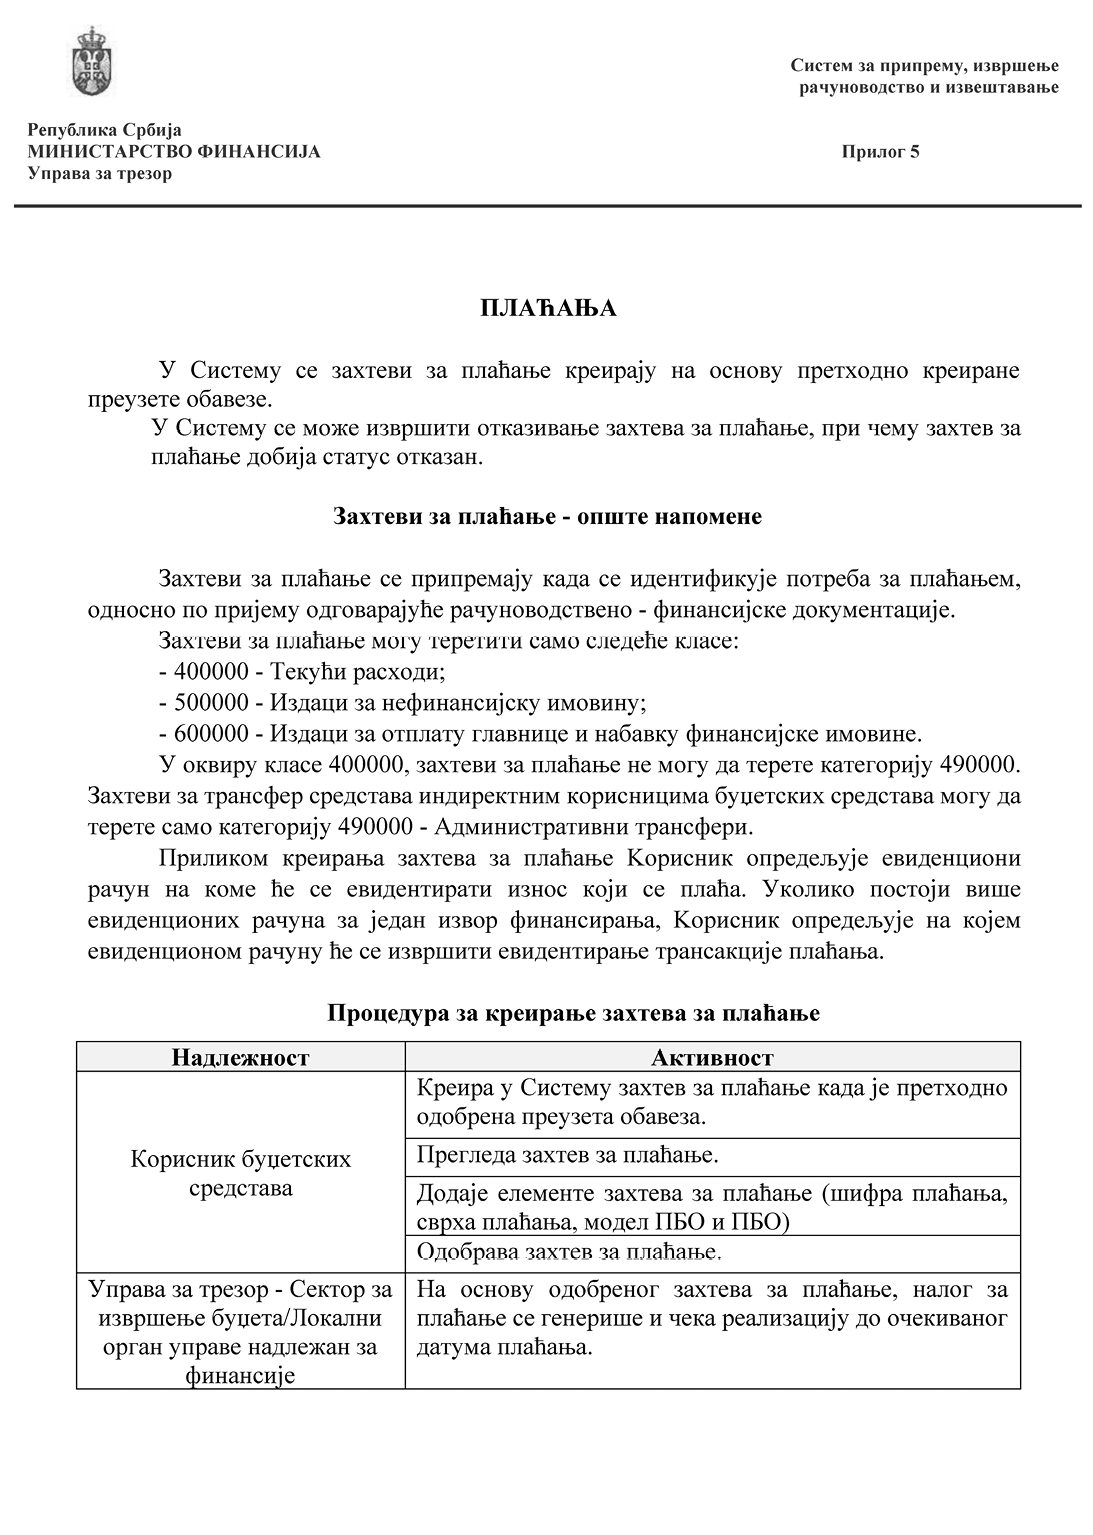 Систем за припрему, извршење
рачуноводство и извештавање
Република Србија
МИНИСТАРСТВО ФИНАНСИЈА
Прилог 5
Управа за трезор
ПЛАЋАЊА
У Систему се захтеви за плаћање креирају на основу претходно креиране
преузете обавезе.
У Систему се може извршити отказивање захтева за плаћање, при чему захтев за
плаћање добија статус отказан.
Захтеви за плаћање - опште напомене
Захтеви за плаћање се припремају када се идентификује потреба за плаћањем,
односно по пријему одговарајуће рачуноводствено - финансијске документације.
Захтеви за плаћање могу теретити само следеће класе:
- 400000 - Текући расходи;
- 500000 - Издаци за нефинансијску имовину;
- 600000 - Издаци за отплату главнице и набавку финансијске имовине.
У оквиру класе 400000, захтеви за плаћање не могу да терете категорију 490000.
Захтеви за трансфер средстава индиректним корисницима буџетских средстава могу да
терете само категорију 490000 - Административни трансфери.
Приликом креирања захтева за плаћање Корисник опредељује евиденциони
рачун на коме ће се евидентирати износ који се плаћа. Уколико постоји више
евиденционих рачуна за један извор финансирања, Корисник опредељује на којем
евиденционом рачуну ће се извршити евидентирање трансакције плаћања.
Процедура за креирање захтева за плаћање
Надлежност
Активност
Корисник буџетских
средстава
Креира у Систему захтев за плаћање када је претходно
одобрена преузета обавеза.
Прегледа захтев за плаћање.
Додаје елементе захтева за плаћање (шифра плаћања,
сврха плаћања, модел ПБО и ПБО)
Одобрава захтев за плаћање.
Управа за трезор - Сектор за
извршење буџета/Локални
орган управе надлежан за
финансије
На основу одобреног захтева за плаћање, налог за
плаћање се генерише и чека реализацију до очекиваног
датума плаћања.